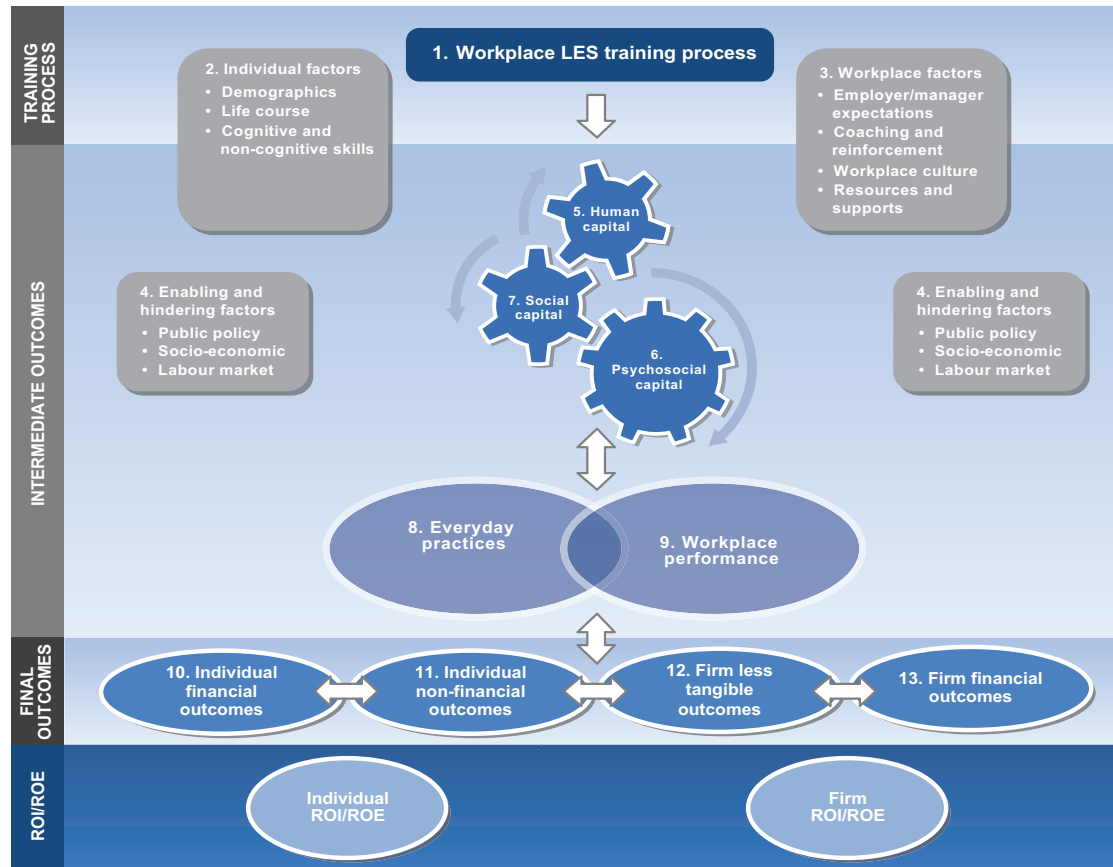 TRAINING
PROCESS
1. Workplace LES training process
2. Individual factors
• Demographics
• Life course
• Cognitive and
non-cognitive skills
3. Workplace factors
• Employer/manager
expectations
• Coaching and
reinforcement
• Workplace culture
• Resources and
supports
INTERMEDIATE OUTCOMES
5. Human
capital
7. Social
capital
6.
Psychosocial
capital
4. Enabling and
hindering factors
• Public policy
• Socio-economic
• Labour market
4. Enabling and
hindering factors
• Public policy
• Socio-economic
• Labour market
8. Everyday
practices
9. Workplace
performance
FINAL
OUTCOMES
10. Individual
financial
outcomes
11. Individual
non-financial
outcomes
12. Firm less
tangible
outcomes
13. Firm financial
outcomes
ROI/ROE
Individual
ROI/ROE
Firm
ROI/ROE